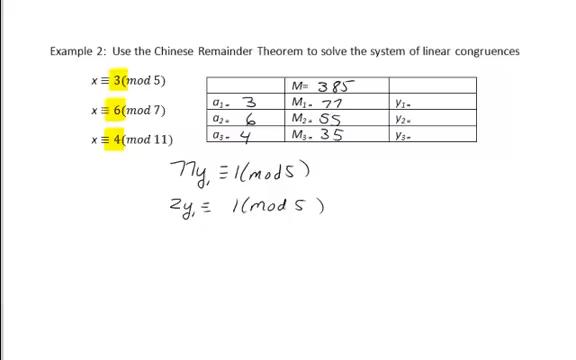 Example 2: Use the Chinese Remainder Theorem to solve the system of linear congruences
x ≡ 3(mod 5)
x ≡ 6(mod 7)
x ≡ 4(mod 11)
M= 385
a₁= 3 M₁= 77 y₁=
a₂= 6 M₂= 55 y₂=
a₃= 4 M₃= 35 y₃=
77y₁ ≡ 1(mod 5)
2y₁ ≡ 1(mod 5)